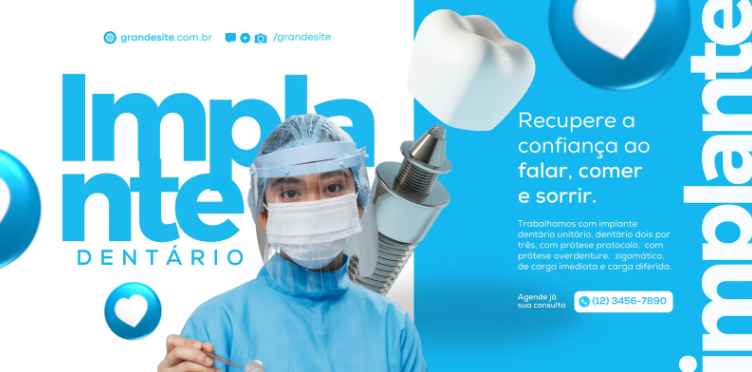 grandesite.com.br
/grandesite
Impla
nte
DENTÁRIO
Recupere a
confiança ao
falar, comer
e sorrir.
Trabalhamos com implante
dentário unitário, dentário dois por
três, com prótese protocolo, com
prótese overdenture, zigomático,
de carga imediata e carga diferida.
Agende já
sua consulta
(12) 3456-7890
implante